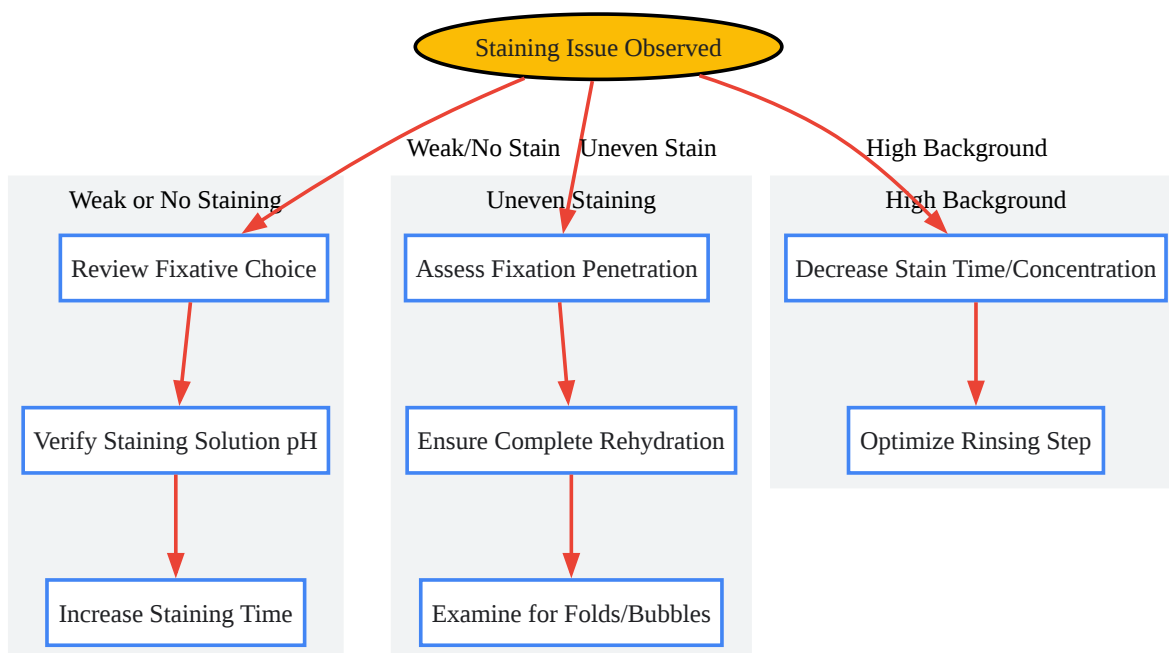 Staining Issue Observed
Weak/No Stain
Uneven Stain
High Background
Weak or No Staining
Uneven Staining
High Background
Review Fixative Choice
Assess Fixation Penetration
Decrease Stain Time/Concentration
Verify Staining Solution pH
Ensure Complete Rehydration
Optimize Rinsing Step
Increase Staining Time
Examine for Folds/Bubbles